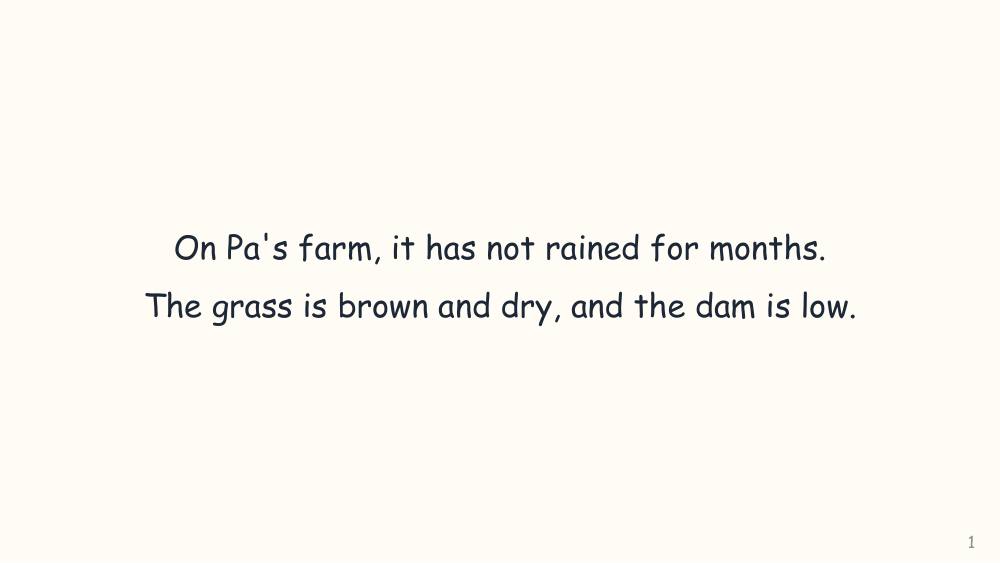 On Pa's farm, it has not rained for months.
The grass is brown and dry, and the dam is low.
1